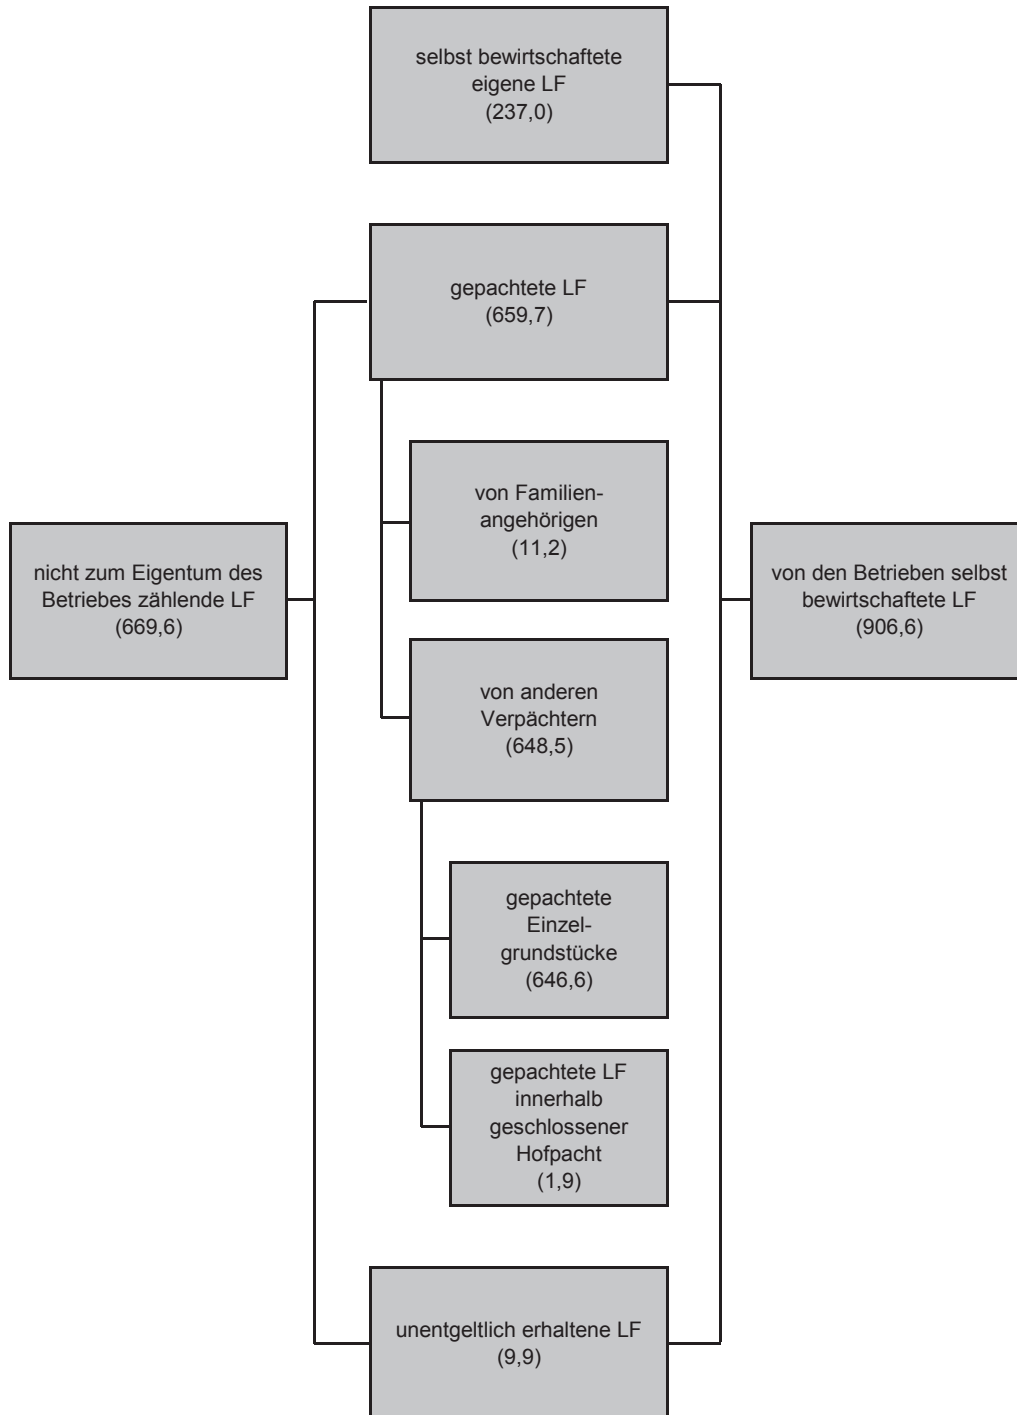 selbst bewirtschaftete
eigene LF
(237,0)
gepachtete LF
(659,7)
von Familien-
angehörigen
(11,2)
nicht zum Eigentum des
Betriebes zählende LF
(669,6)
von den Betrieben selbst
bewirtschaftete LF
(906,6)
von anderen
Verpächtern
(648,5)
gepachtete
Einzel-
grundstücke
(646,6)
gepachtete LF
innerhalb
geschlossener
Hofpacht
(1,9)
unentgeltlich erhaltene LF
(9,9)